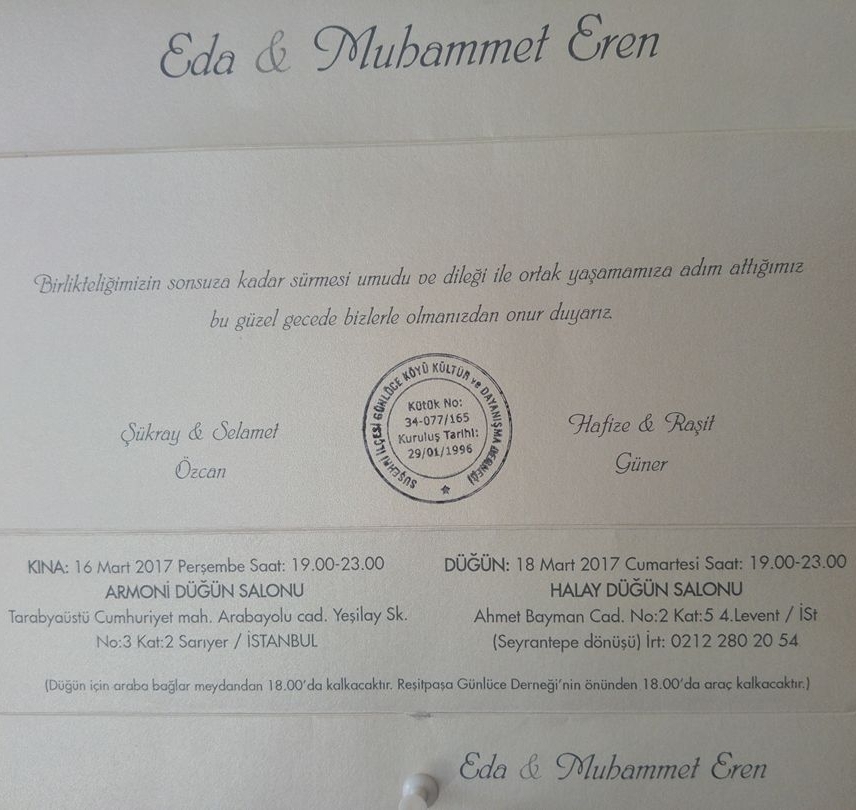 Eda & Muhammet Eren
Birlikteliğimizin sonsuza kadar sürmesi umudu ve dileği ile ortak yaşamamıza adım attığımız
bu güzel gecede bizlerle olmanızdan onur duyarız.
Şükray & Selamet
Özcan
SUŞEHRİ İLÇESİ GÜNLÜCE KÖYÜ KÜLTÜR ve DAYANIŞMA DERNEĞİ
Kütük No:
34-077/165
Kuruluş Tarihi:
29/01/1996
Hafize & Raşit
Güner
KINA: 16 Mart 2017 Perşembe Saat: 19.00-23.00
ARMONİ DÜĞÜN SALONU
Tarabyaüstü Cumhuriyet mah. Arabayolu cad. Yeşilay Sk.
No:3 Kat:2 Sarıyer / İSTANBUL
DÜĞÜN: 18 Mart 2017 Cumartesi Saat: 19.00-23.00
HALAY DÜĞÜN SALONU
Ahmet Bayman Cad. No:2 Kat:5 4.Levent / İSt
(Seyrantepe dönüşü) İrt: 0212 280 20 54
(Düğün için araba bağlar meydandan 18.00'da kalkacaktır. Reşitpaşa Günlüce Derneği'nin önünden 18.00'da araç kalkacaktır.)
Eda & Muhammet Eren